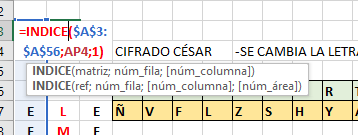 =INDICE($A$3:
$A$56;AP4;1) CIFRADO CÉSAR -SE CAMBIA LA LETRA
INDICE(matriz; núm_fila; [núm_columna])
INDICE(ref; núm_fila; [núm_columna]; [núm_área]) R T
E L E Ñ V F L Z S H Y
E M E